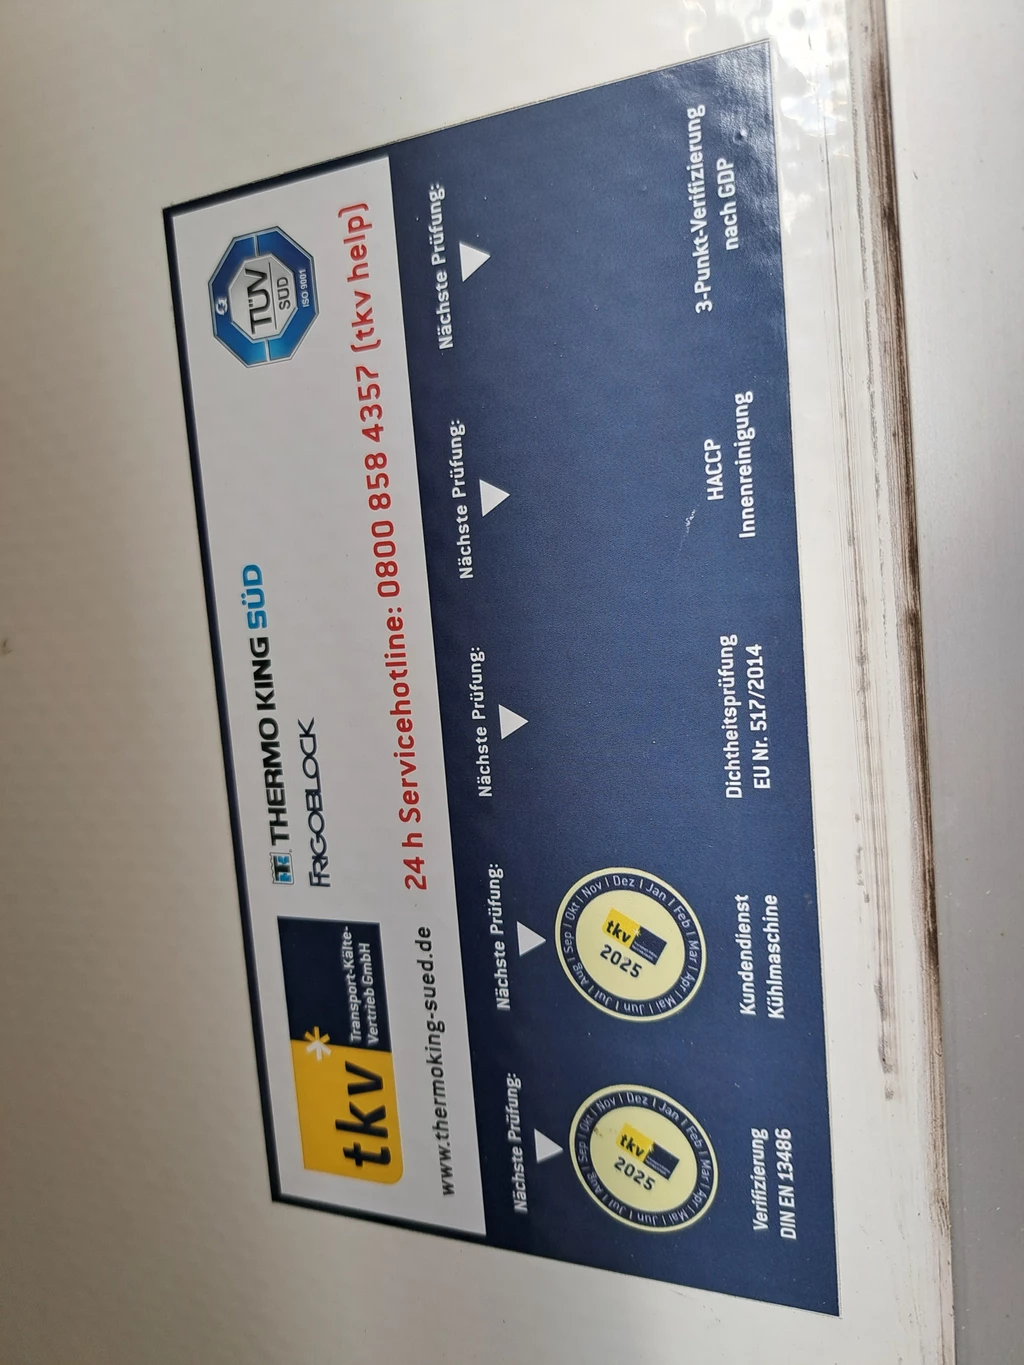 tkv
Transport-Kälte-
Vertrieb GmbH
THERMO KING SÜD
FRIGOBLOCK
TÜV
SÜD
ISO 9001
www.thermoking-sued.de
24 h Servicehotline: 0800 858 4357 (tkv help)
Nächste Prüfung:
Nächste Prüfung:
Nächste Prüfung:
Nächste Prüfung:
Nächste Prüfung:
Jan | Feb | Mar | Apr | Mai | Jun | Jul | Aug | Sep | Okt | Nov | Dez
tkv
2025
Jan | Feb | Mar | Apr | Mai | Jun | Jul | Aug | Sep | Okt | Nov | Dez
tkv
2025
Verifizierung
DIN EN 13486
Kundendienst
Kühlmaschine
Dichtheitsprüfung
EU Nr. 517/2014
HACCP
Innenreinigung
3-Punkt-Verifizierung
nach GDP